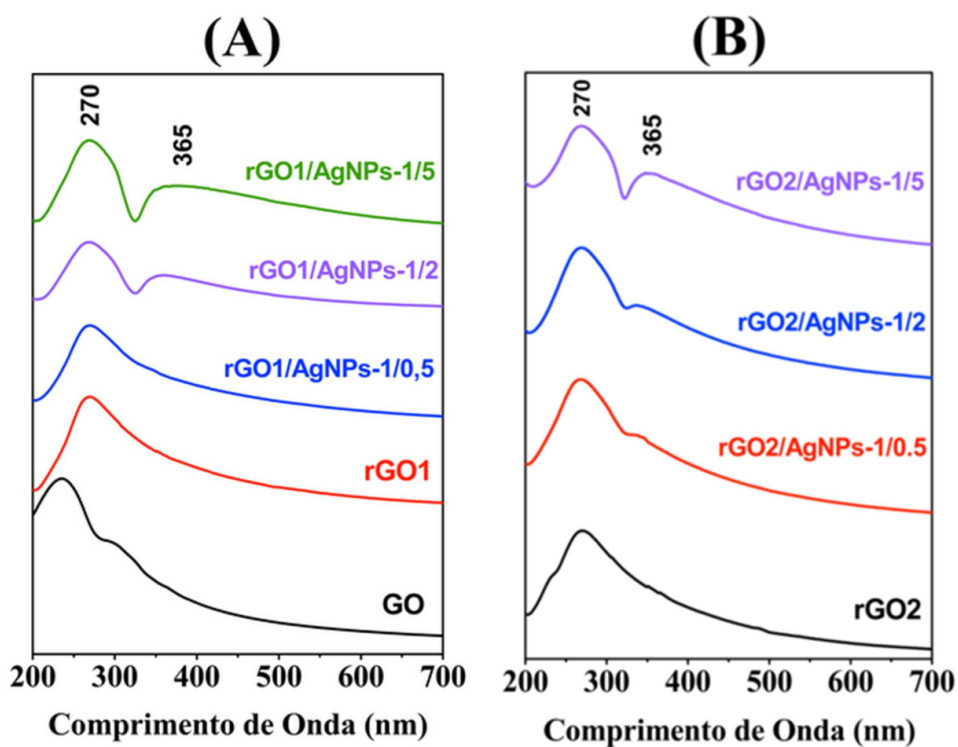 (A)
270
365
rGO1/AgNPs-1/5
rGO1/AgNPs-1/2
rGO1/AgNPs-1/0,5
rGO1
GO
200 300 400 500 600 700
Comprimento de Onda (nm)
(B)
270
365
rGO2/AgNPs-1/5
rGO2/AgNPs-1/2
rGO2/AgNPs-1/0.5
rGO2
200 300 400 500 600 700
Comprimento de Onda (nm)